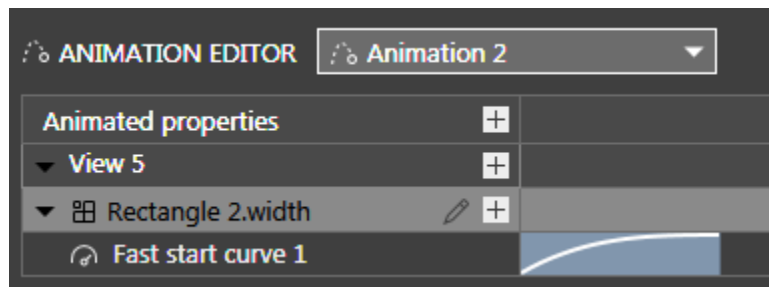 ANIMATION EDITOR Animation 2
Animated properties
View 5
Rectangle 2.width
Fast start curve 1